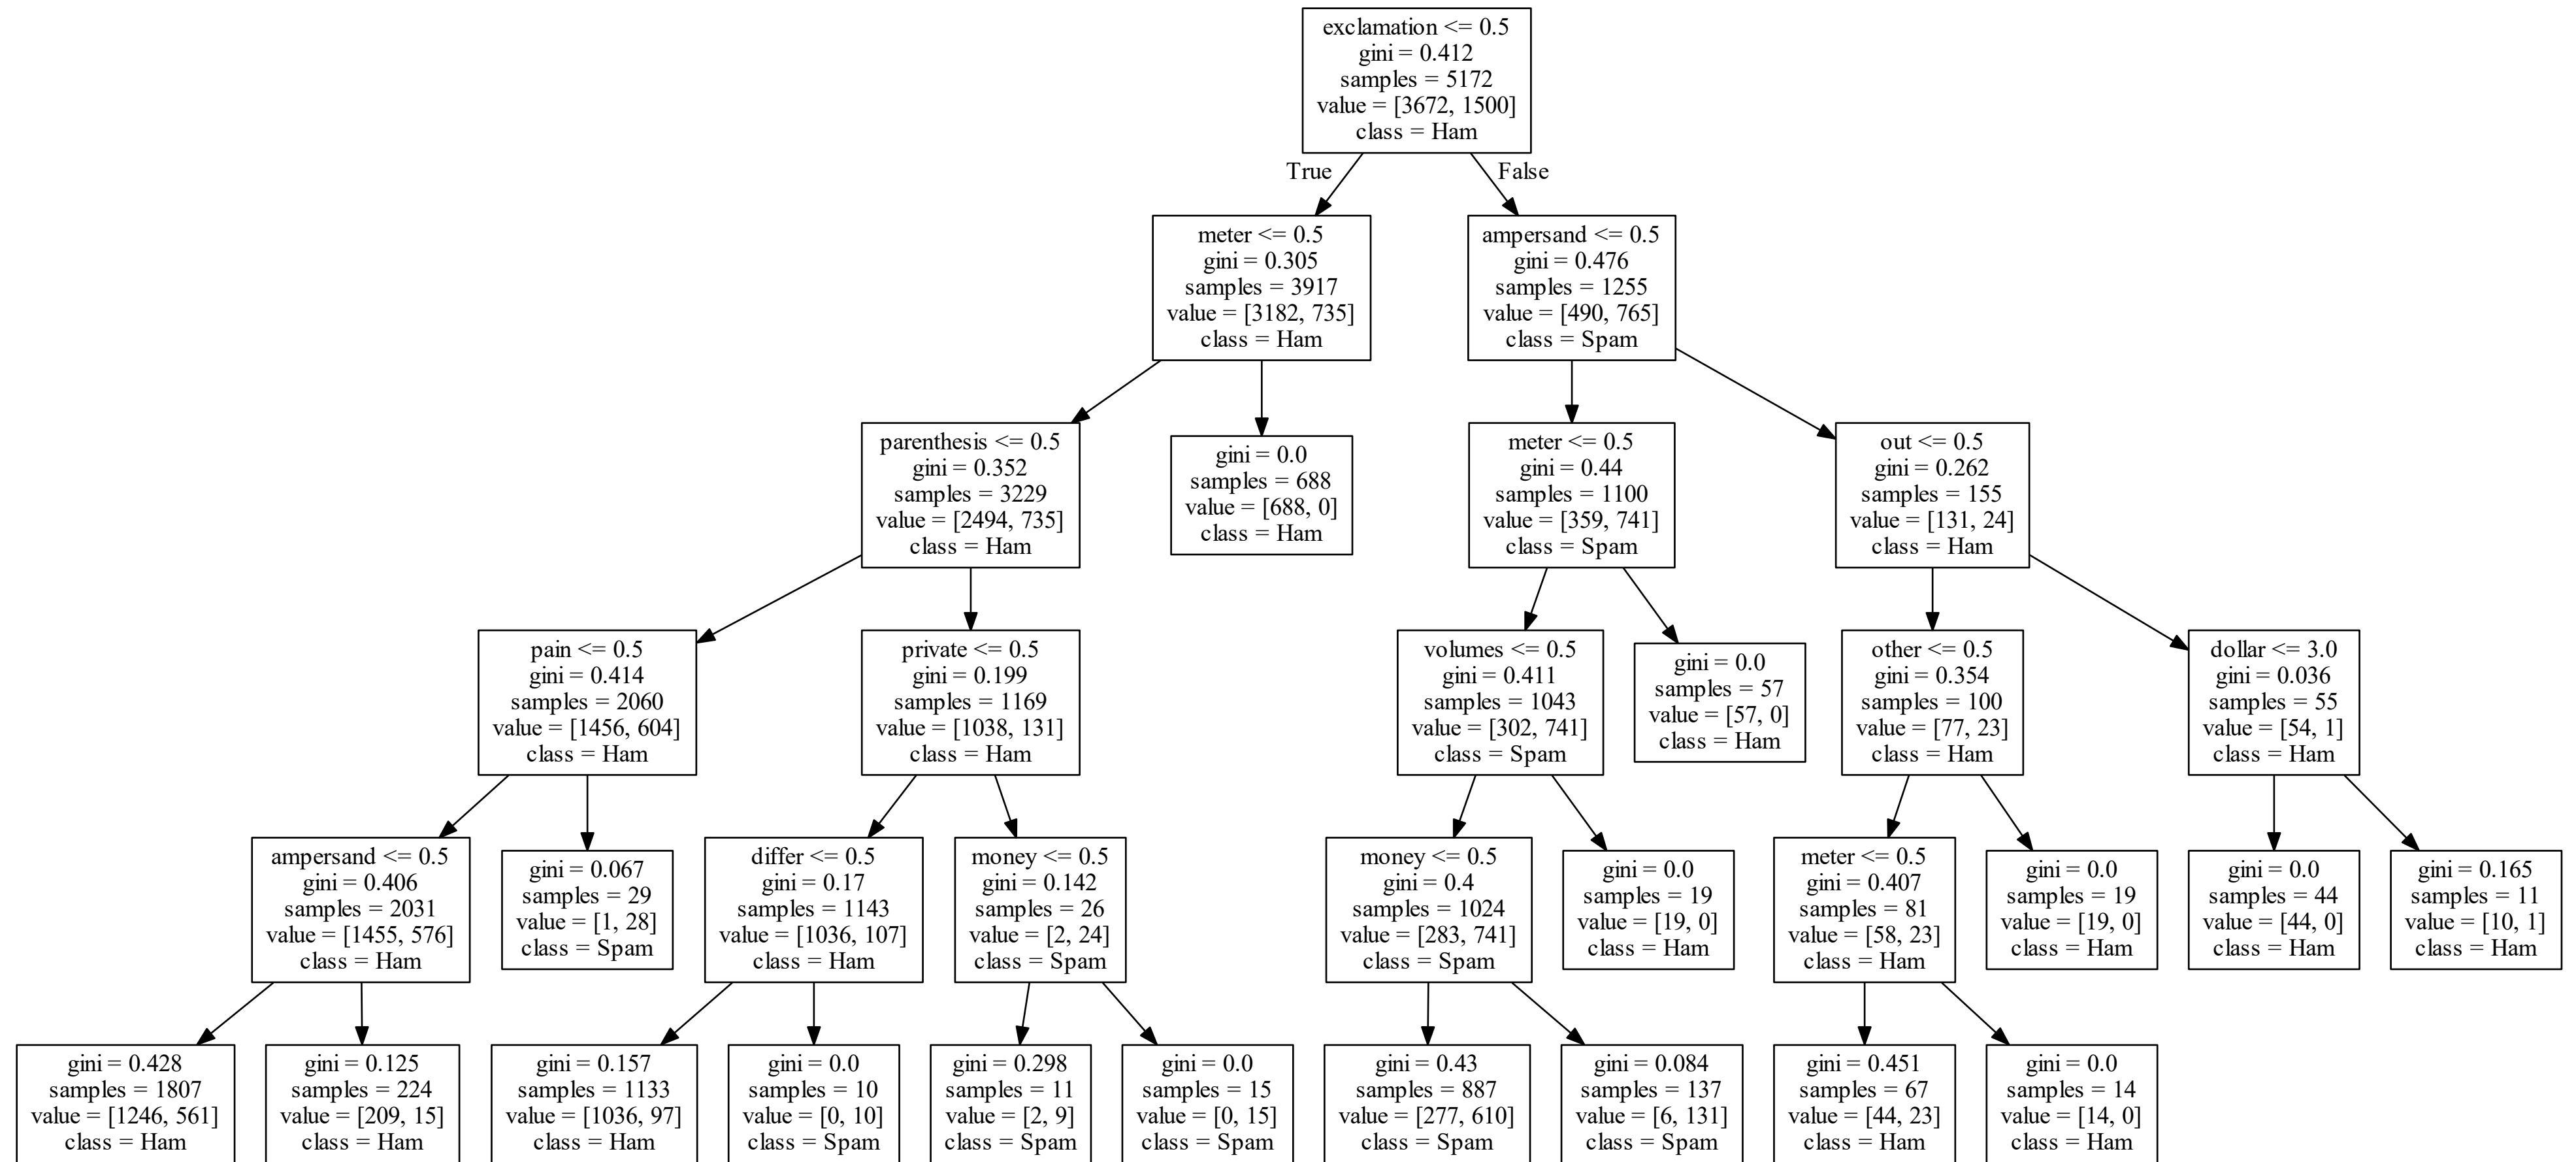 exclamation <= 0.5
gini = 0.412
samples = 5172
value = [3672, 1500]
class = Ham
True
False
meter <= 0.5
gini = 0.305
samples = 3917
value = [3182, 735]
class = Ham
ampersand <= 0.5
gini = 0.476
samples = 1255
value = [490, 765]
class = Spam
parenthesis <= 0.5
gini = 0.352
samples = 3229
value = [2494, 735]
class = Ham
gini = 0.0
samples = 688
value = [688, 0]
class = Ham
meter <= 0.5
gini = 0.44
samples = 1100
value = [359, 741]
class = Spam
out <= 0.5
gini = 0.262
samples = 155
value = [131, 24]
class = Ham
pain <= 0.5
gini = 0.414
samples = 2060
value = [1456, 604]
class = Ham
private <= 0.5
gini = 0.199
samples = 1169
value = [1038, 131]
class = Ham
volumes <= 0.5
gini = 0.411
samples = 1043
value = [302, 741]
class = Spam
gini = 0.0
samples = 57
value = [57, 0]
class = Ham
other <= 0.5
gini = 0.354
samples = 100
value = [77, 23]
class = Ham
dollar <= 3.0
gini = 0.036
samples = 55
value = [54, 1]
class = Ham
ampersand <= 0.5
gini = 0.406
samples = 2031
value = [1455, 576]
class = Ham
gini = 0.067
samples = 29
value = [1, 28]
class = Spam
differ <= 0.5
gini = 0.17
samples = 1143
value = [1036, 107]
class = Ham
money <= 0.5
gini = 0.142
samples = 26
value = [2, 24]
class = Spam
money <= 0.5
gini = 0.4
samples = 1024
value = [283, 741]
class = Spam
gini = 0.0
samples = 19
value = [19, 0]
class = Ham
meter <= 0.5
gini = 0.407
samples = 81
value = [58, 23]
class = Ham
gini = 0.0
samples = 19
value = [19, 0]
class = Ham
gini = 0.0
samples = 44
value = [44, 0]
class = Ham
gini = 0.165
samples = 11
value = [10, 1]
class = Ham
gini = 0.428
samples = 1807
value = [1246, 561]
class = Ham
gini = 0.125
samples = 224
value = [209, 15]
class = Ham
gini = 0.157
samples = 1133
value = [1036, 97]
class = Ham
gini = 0.0
samples = 10
value = [0, 10]
class = Spam
gini = 0.298
samples = 11
value = [2, 9]
class = Spam
gini = 0.0
samples = 15
value = [0, 15]
class = Spam
gini = 0.43
samples = 887
value = [277, 610]
class = Spam
gini = 0.084
samples = 137
value = [6, 131]
class = Spam
gini = 0.451
samples = 67
value = [44, 23]
class = Ham
gini = 0.0
samples = 14
value = [14, 0]
class = Ham